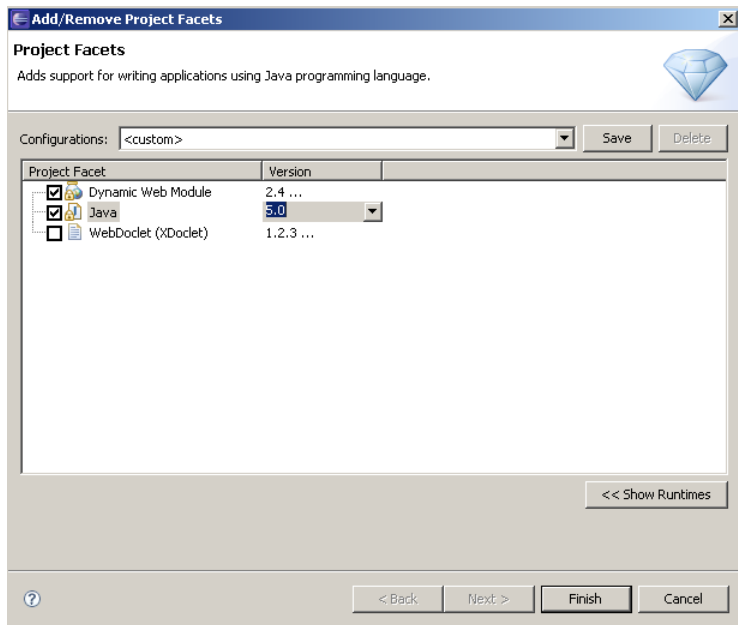 Add/Remove Project Facets
Project Facets
Adds support for writing applications using Java programming language.
Configurations: <custom> Save Delete
Project Facet Version
Dynamic Web Module 2.4 ...
Java 5.0
WebDoclet (XDoclet) 1.2.3 ...
<< Show Runtimes
? < Back Next > Finish Cancel